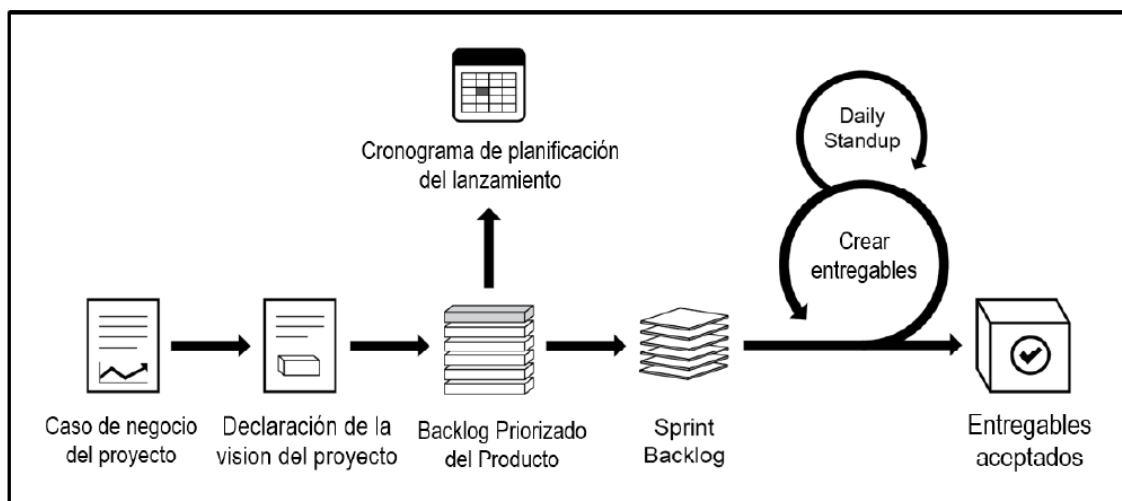 Cronograma de planificación
del lanzamiento
Daily
Standup
Crear
entregables
Caso de negocio
del proyecto
Declaración de la
vision del proyecto
Backlog Priorizado
del Producto
Sprint
Backlog
Entregables
acoptados